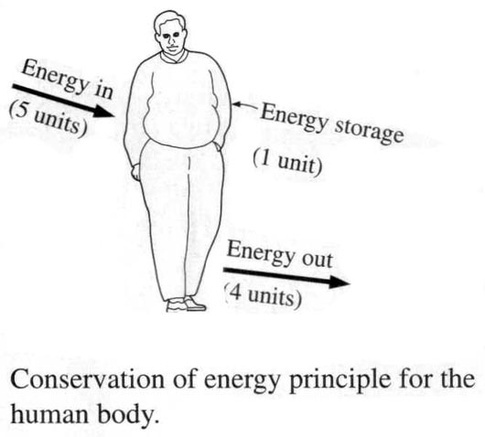 Energy in
(5 units)
Energy storage
(1 unit)
Energy out
(4 units)
Conservation of energy principle for the
human body.